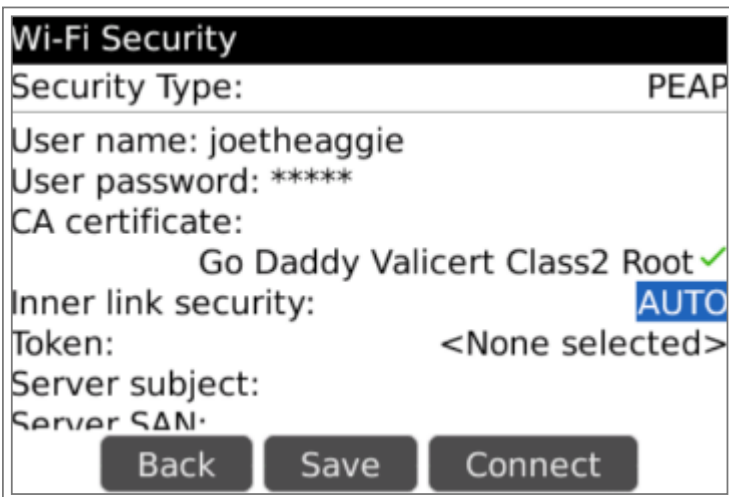 Wi-Fi Security
Security Type: PEAP
User name: joetheaggie
User password: *****
CA certificate:
Go Daddy Valicert Class2 Root
Inner link security: AUTO
Token: <None selected>
Server subject:
Server SAN:
Back Save Connect